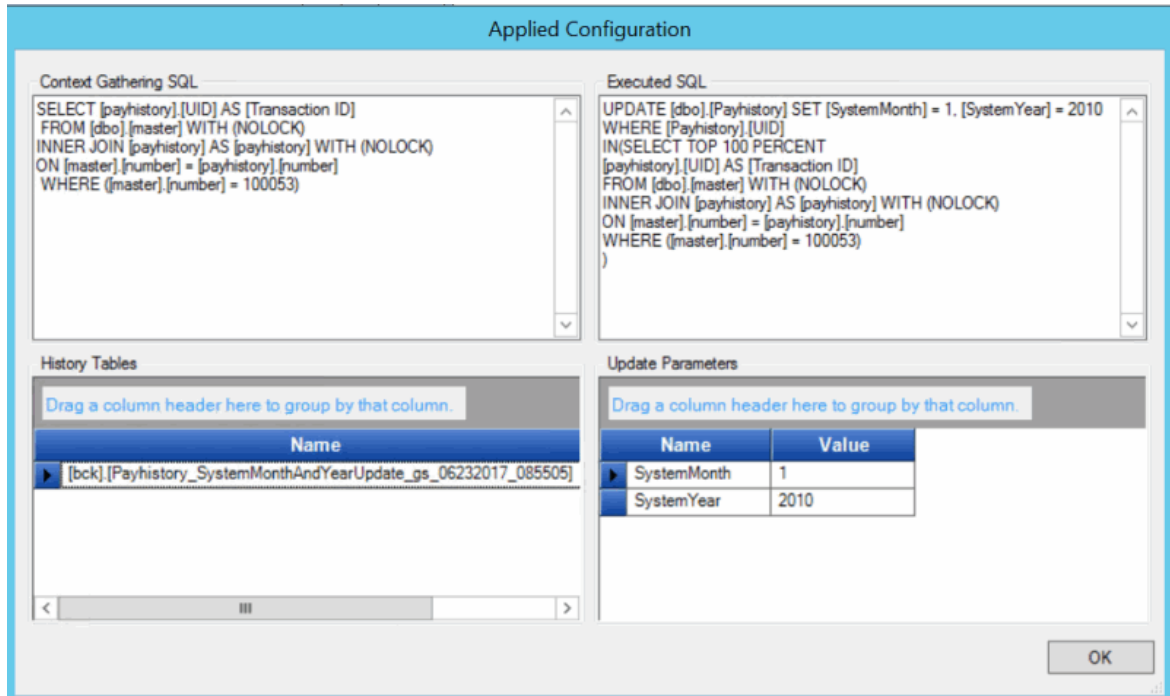 Applied Configuration
Context Gathering SQL
SELECT [payhistory].[UID] AS [Transaction ID]
FROM [dbo].[master] WITH (NOLOCK)
INNER JOIN [payhistory] AS [payhistory] WITH (NOLOCK)
ON [master].[number] = [payhistory].[number]
WHERE ([master].[number] = 100053)
Executed SQL
UPDATE [dbo].[Payhistory] SET [SystemMonth] = 1, [SystemYear] = 2010
WHERE [Payhistory].[UID]
IN(SELECT TOP 100 PERCENT
[payhistory].[UID] AS [Transaction ID]
FROM [dbo].[master] WITH (NOLOCK)
INNER JOIN [payhistory] AS [payhistory] WITH (NOLOCK)
ON [master].[number] = [payhistory].[number]
WHERE ([master].[number] = 100053)
)
History Tables
Drag a column header here to group by that column.
Name
[bck].[Payhistory_SystemMonthAndYearUpdate_gs_06232017_085505]
Update Parameters
Drag a column header here to group by that column.
Name Value
SystemMonth 1
SystemYear 2010
OK